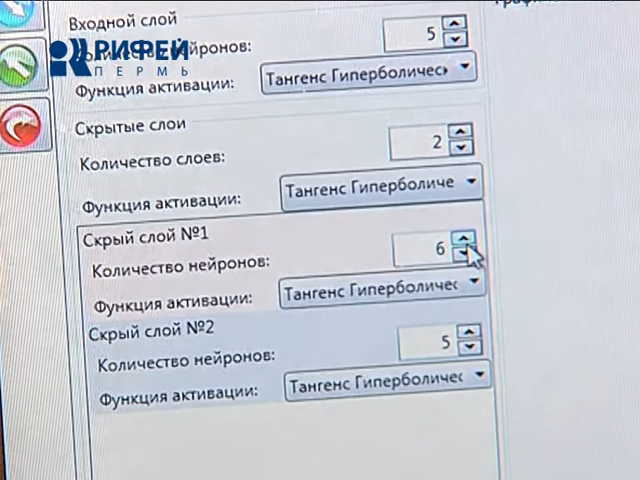 Входной слой
Количество нейронов: 5
РИФЕЙ
ПЕРМЬ
Функция активации: Тангенс Гиперболическ
Скрытые слои
Количество слоев: 2
Функция активации: Тангенс Гиперболиче
Скрый слой №1
Количество нейронов: 6
Функция активации: Тангенс Гиперболичес
Скрый слой №2
Количество нейронов: 5
Функция активации: Тангенс Гиперболичес